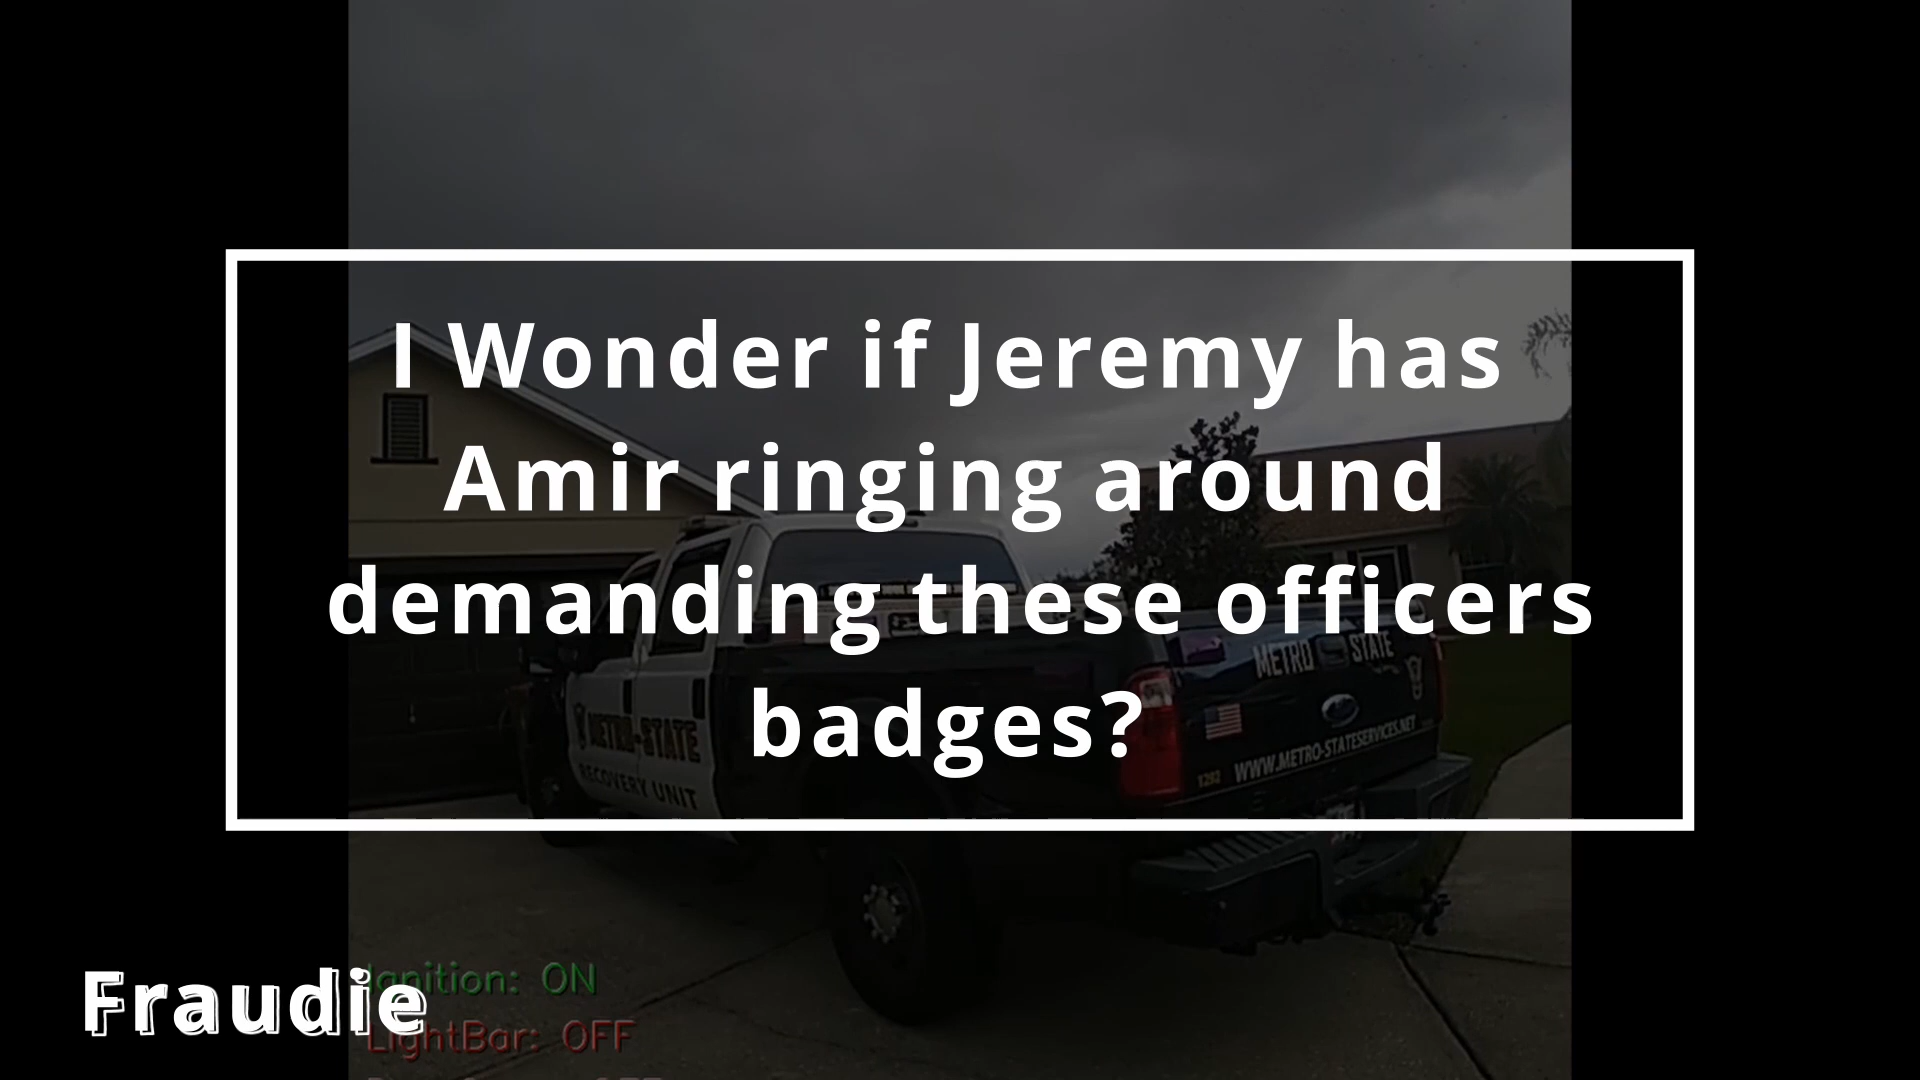 I Wonder if Jeremy has
Amir ringing around
demanding these officers
badges?
METRO STATE
METRO-STATE
RECOVERY UNIT
WWW.METRO-STATESERVICES.NET
Ignition: ON
Fraudie
LightBar: OFF